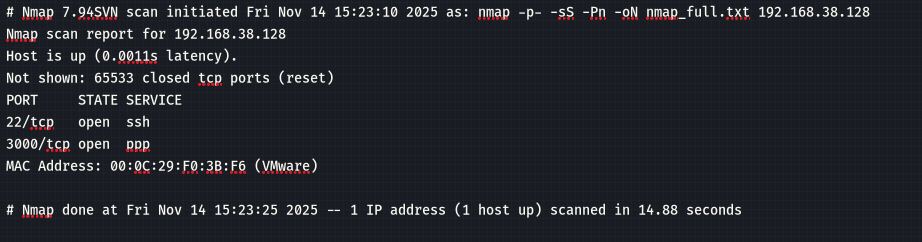 # Nmap 7.94SVN scan initiated Fri Nov 14 15:23:10 2025 as: nmap -p- -sS -Pn -oN nmap_full.txt 192.168.38.128
Nmap scan report for 192.168.38.128
Host is up (0.0011s latency).
Not shown: 65533 closed tcp ports (reset)
PORT     STATE SERVICE
22/tcp   open  ssh
3000/tcp open  ppp
MAC Address: 00:0C:29:F0:3B:F6 (VMware)
# Nmap done at Fri Nov 14 15:23:25 2025 -- 1 IP address (1 host up) scanned in 14.88 seconds